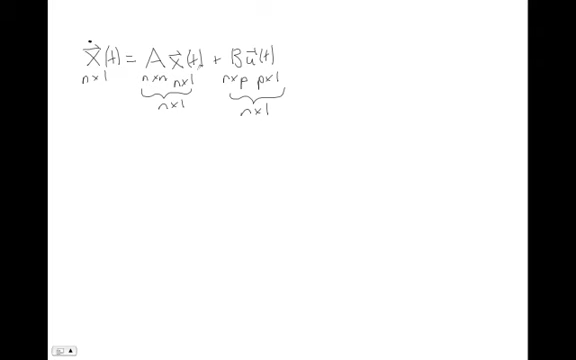 ẋ⃗(t) = A x⃗(t) + B u⃗(t)
n×1 n×n n×1 n×p p×1
n×1 n×1